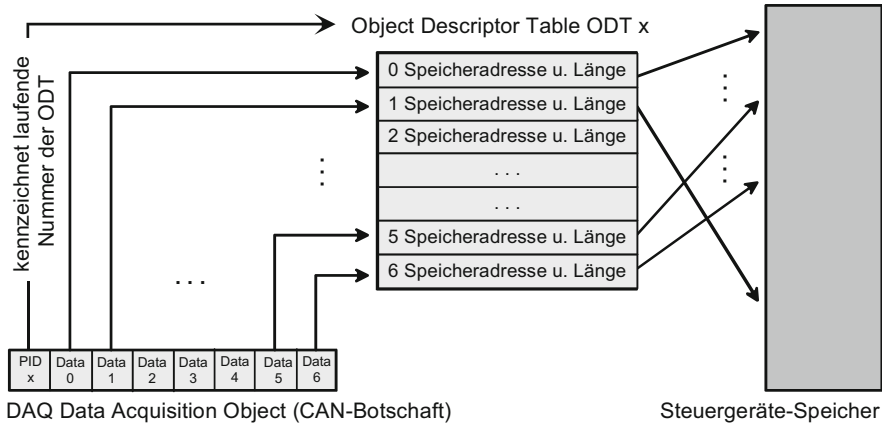 Object Descriptor Table ODT x
kennzeichnet laufende
Nummer der ODT
0 Speicheradresse u. Länge
1 Speicheradresse u. Länge
2 Speicheradresse u. Länge
. . .
. . .
5 Speicheradresse u. Länge
6 Speicheradresse u. Länge
. . .
PID x
Data 0
Data 1
Data 2
Data 3
Data 4
Data 5
Data 6
DAQ Data Acquisition Object (CAN-Botschaft)
Steuergeräte-Speicher